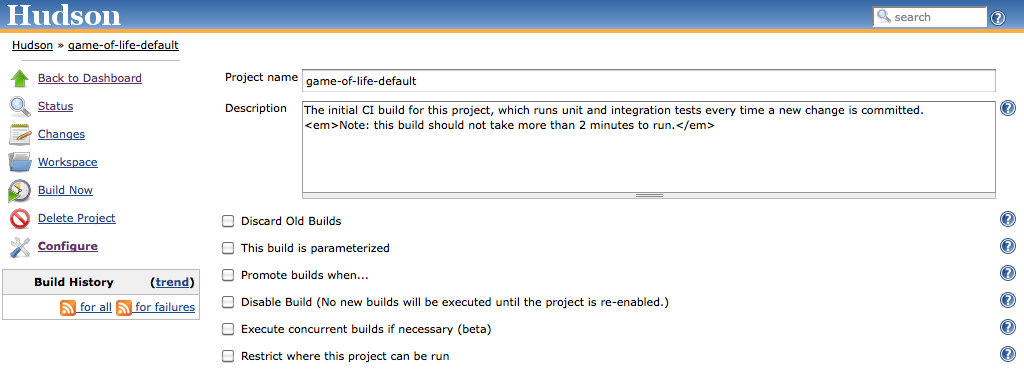 Hudson
search
Hudson » game-of-life-default
Back to Dashboard
Status
Changes
Workspace
Build Now
Delete Project
Configure
Build History (trend)
for all for failures
Project name game-of-life-default
Description
The initial CI build for this project, which runs unit and integration tests every time a new change is committed.
<em>Note: this build should not take more than 2 minutes to run.</em>
Discard Old Builds
This build is parameterized
Promote builds when...
Disable Build (No new builds will be executed until the project is re-enabled.)
Execute concurrent builds if necessary (beta)
Restrict where this project can be run